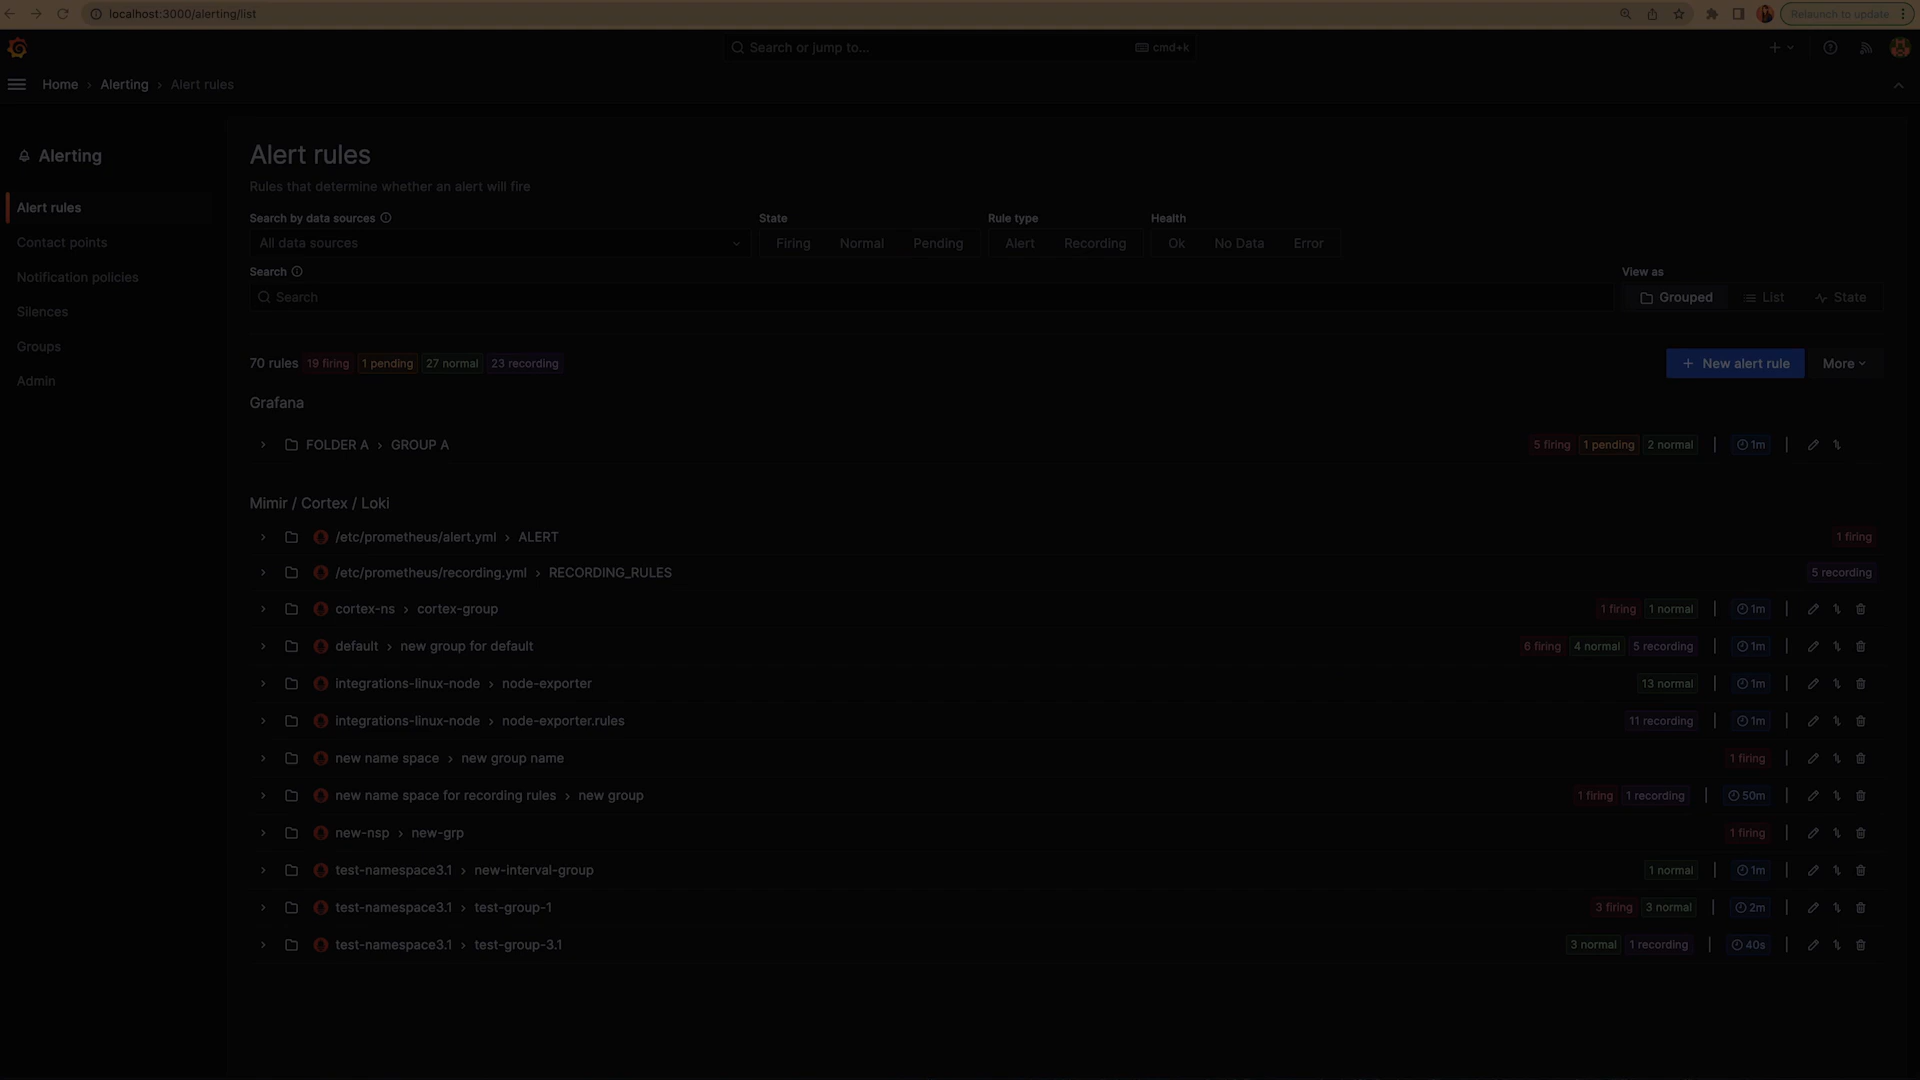 localhost:3000/alerting/list
Relaunch to update
Search or jump to...
cmd+k
Home › Alerting › Alert rules
Alerting
Alert rules
Contact points
Notification policies
Silences
Groups
Admin
Alert rules
Rules that determine whether an alert will fire
Search by data sources State Rule type Health
All data sources Firing Normal Pending Alert Recording Ok No Data Error
Search View as
Search Grouped List State
70 rules 19 firing 1 pending 27 normal 23 recording + New alert rule More
Grafana
FOLDER A › GROUP A 5 firing 1 pending 2 normal | 1m |
Mimir / Cortex / Loki
/etc/prometheus/alert.yml › ALERT 1 firing
/etc/prometheus/recording.yml › RECORDING_RULES 5 recording
cortex-ns › cortex-group 1 firing 1 normal | 1m |
default › new group for default 6 firing 4 normal 5 recording | 1m |
integrations-linux-node › node-exporter 13 normal | 1m |
integrations-linux-node › node-exporter.rules 11 recording | 1m |
new name space › new group name 1 firing |
new name space for recording rules › new group 1 firing 1 recording | 50m |
new-nsp › new-grp 1 firing |
test-namespace3.1 › new-interval-group 1 normal | 1m |
test-namespace3.1 › test-group-1 3 firing 3 normal | 2m |
test-namespace3.1 › test-group-3.1 3 normal 1 recording | 40s |